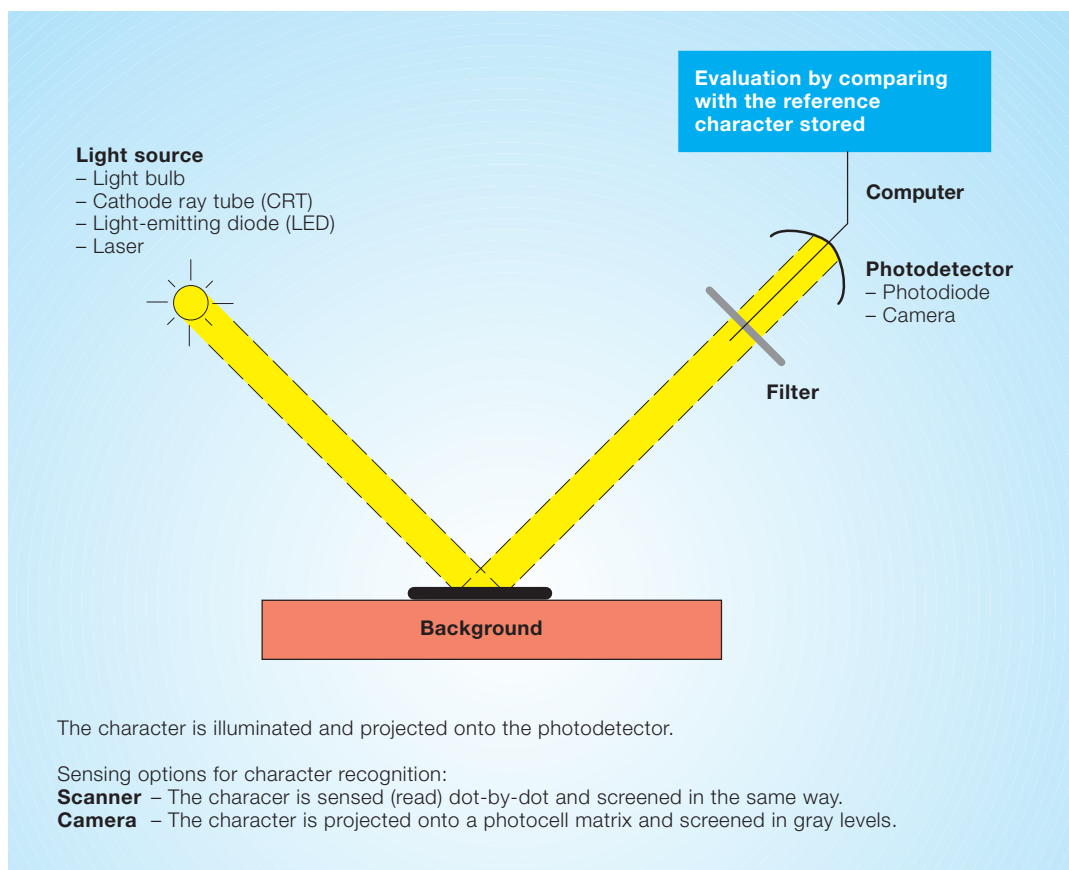 Evaluation by comparing
with the reference
character stored
Light source
– Light bulb
– Cathode ray tube (CRT)
– Light-emitting diode (LED)
– Laser
Computer
Photodetector
– Photodiode
– Camera
Filter
Background
The character is illuminated and projected onto the photodetector.
Sensing options for character recognition:
Scanner – The characer is sensed (read) dot-by-dot and screened in the same way.
Camera – The character is projected onto a photocell matrix and screened in gray levels.